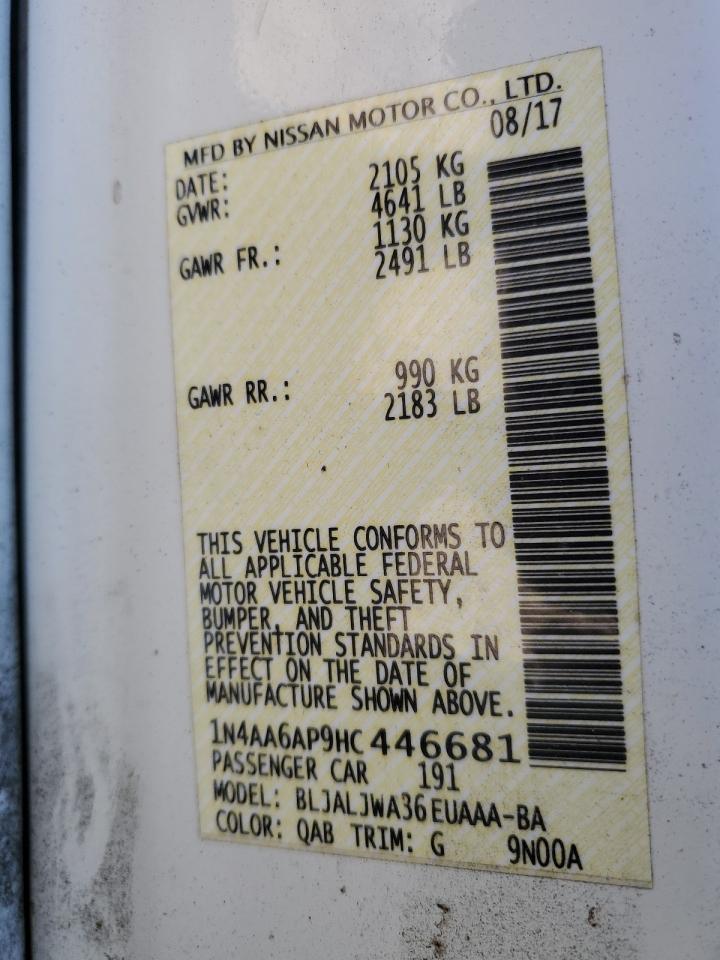 MFD BY NISSAN MOTOR CO., LTD.
DATE: 08/17
GVWR: 2105 KG
4641 LB
GAWR FR.: 1130 KG
2491 LB
GAWR RR.: 990 KG
2183 LB
THIS VEHICLE CONFORMS TO
ALL APPLICABLE FEDERAL
MOTOR VEHICLE SAFETY,
BUMPER, AND THEFT
PREVENTION STANDARDS IN
EFFECT ON THE DATE OF
MANUFACTURE SHOWN ABOVE.
1N4AA6AP9HC446681
PASSENGER CAR 191
MODEL: BLJALJWA36EUAAA-BA
COLOR: QAB TRIM: G 9N00A